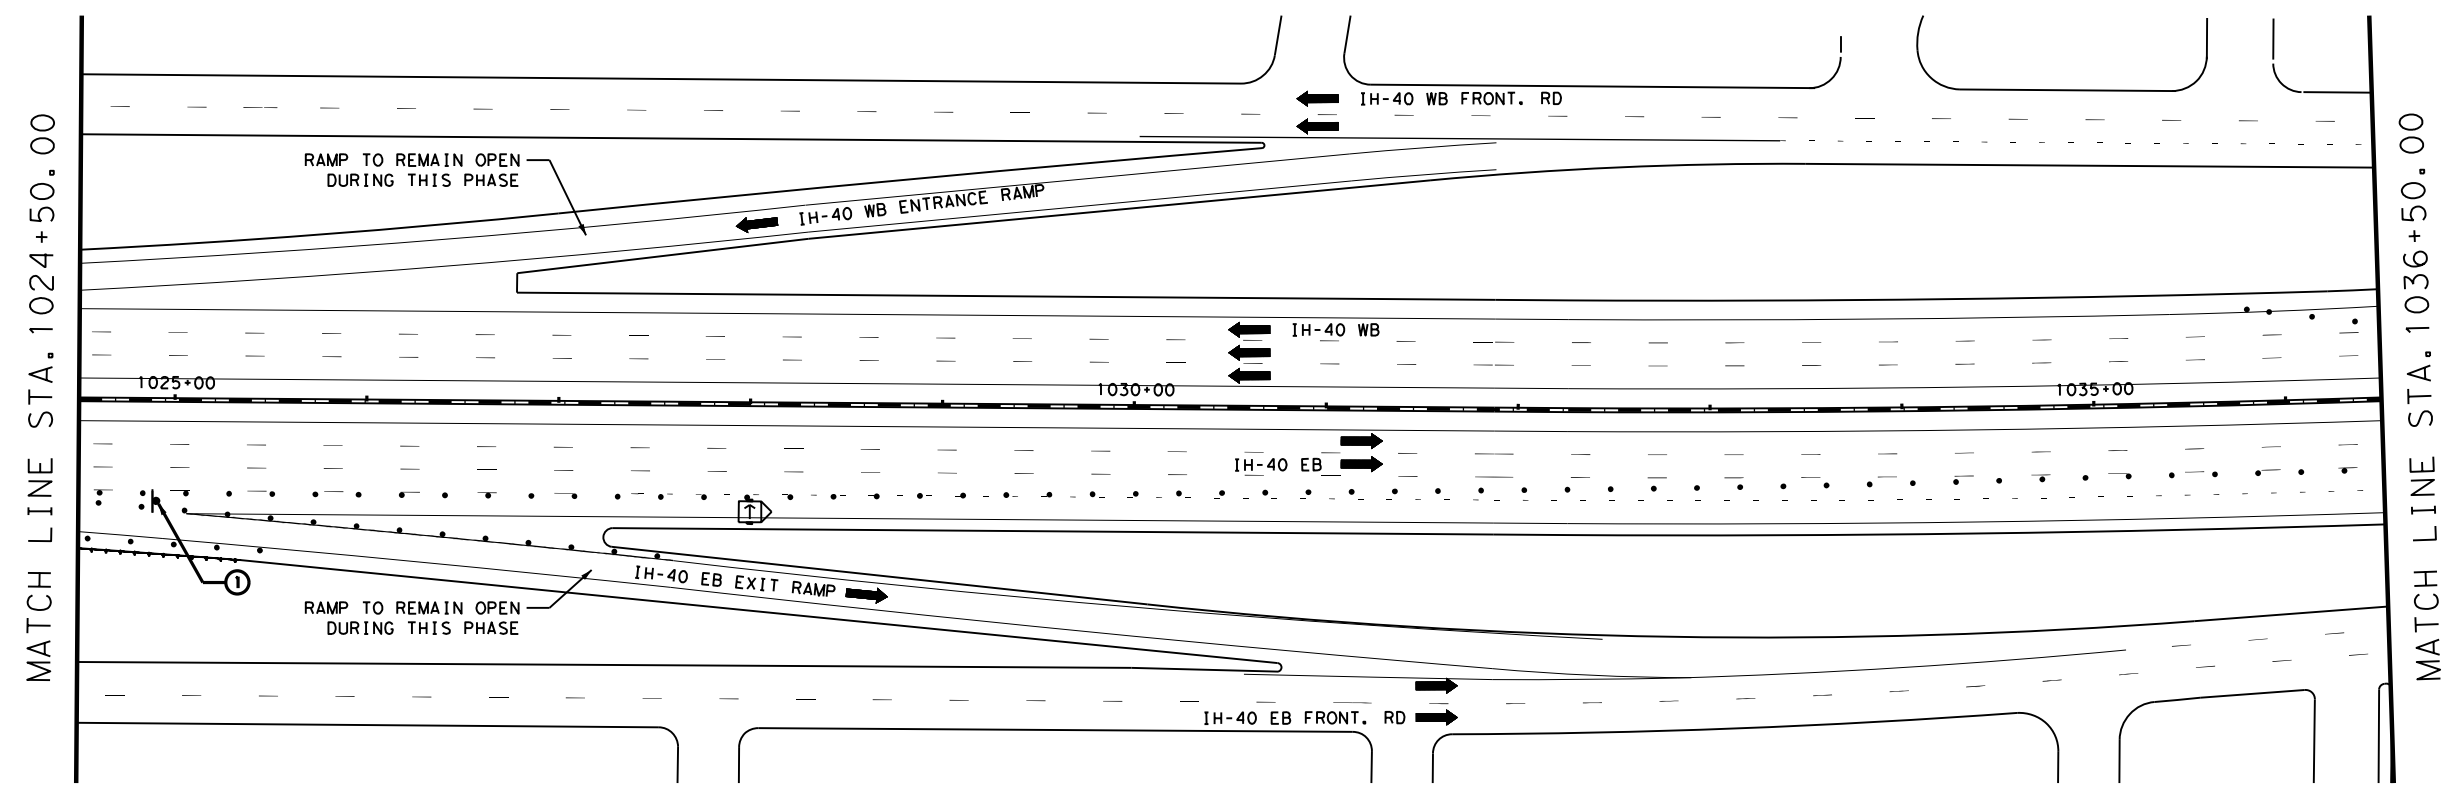 MATCH LINE STA. 1024+50.00
IH-40 WB FRONT. RD
RAMP TO REMAIN OPEN
DURING THIS PHASE
IH-40 WB ENTRANCE RAMP
IH-40 WB
1025+00
1030+00
1035+00
IH-40 EB
1
IH-40 EB EXIT RAMP
RAMP TO REMAIN OPEN
DURING THIS PHASE
IH-40 EB FRONT. RD
MATCH LINE STA. 1036+50.00